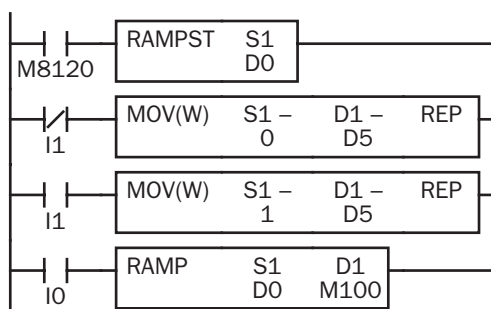 RAMPST S1
M8120 D0
MOV(W) S1 – D1 – REP
I1 0 D5
MOV(W) S1 – D1 – REP
I1 1 D5
RAMP S1 D1
I0 D0 M100